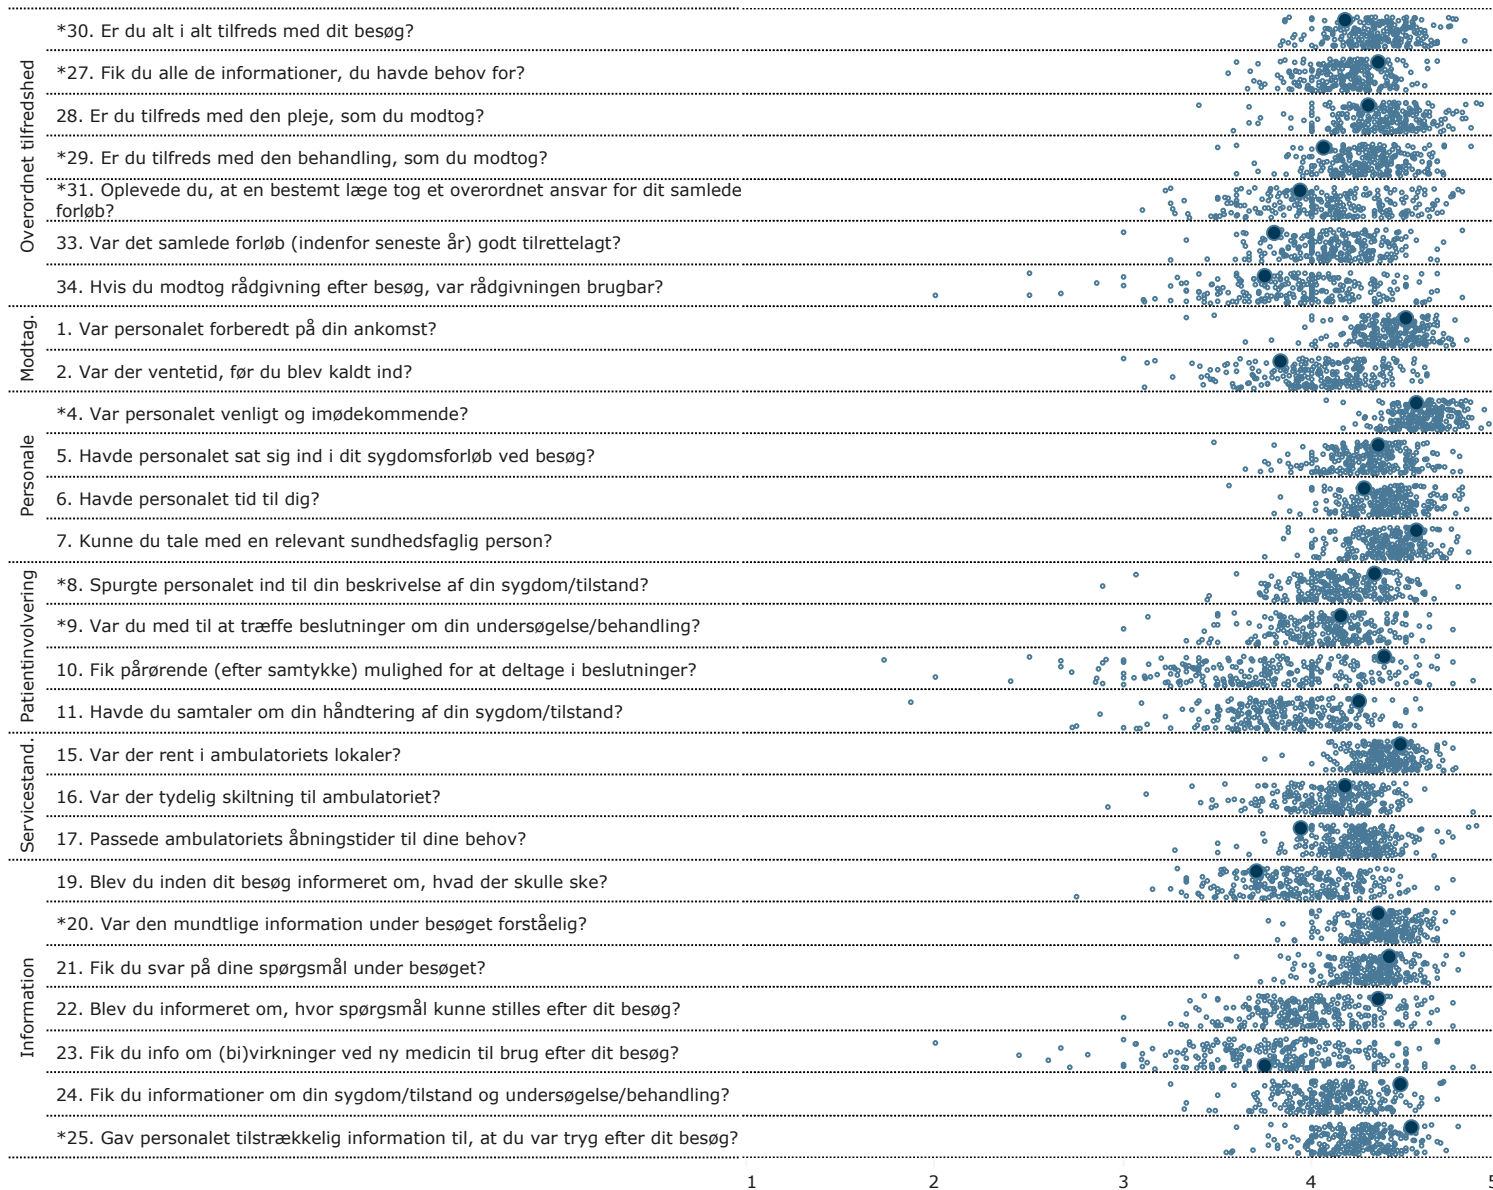 Overordnet tilfredshed
*30. Er du alt i alt tilfreds med dit besøg?
*27. Fik du alle de informationer, du havde behov for?
28. Er du tilfreds med den pleje, som du modtog?
*29. Er du tilfreds med den behandling, som du modtog?
*31. Oplevede du, at en bestemt læge tog et overordnet ansvar for dit samlede
forløb?
33. Var det samlede forløb (indenfor seneste år) godt tilrettelagt?
34. Hvis du modtog rådgivning efter besøg, var rådgivningen brugbar?
Modtag.
1. Var personalet forberedt på din ankomst?
2. Var der ventetid, før du blev kaldt ind?
Personale
*4. Var personalet venligt og imødekommende?
5. Havde personalet sat sig ind i dit sygdomsforløb ved besøg?
6. Havde personalet tid til dig?
7. Kunne du tale med en relevant sundhedsfaglig person?
Patientinvolvering
*8. Spurgte personalet ind til din beskrivelse af din sygdom/tilstand?
*9. Var du med til at træffe beslutninger om din undersøgelse/behandling?
10. Fik pårørende (efter samtykke) mulighed for at deltage i beslutninger?
11. Havde du samtaler om din håndtering af din sygdom/tilstand?
Servicestand.
15. Var der rent i ambulatoriets lokaler?
16. Var der tydelig skiltning til ambulatoriet?
17. Passede ambulatoriets åbningstider til dine behov?
Information
19. Blev du inden dit besøg informeret om, hvad der skulle ske?
*20. Var den mundtlige information under besøget forståelig?
21. Fik du svar på dine spørgsmål under besøget?
22. Blev du informeret om, hvor spørgsmål kunne stilles efter dit besøg?
23. Fik du info om (bi)virkninger ved ny medicin til brug efter dit besøg?
24. Fik du informationer om din sygdom/tilstand og undersøgelse/behandling?
*25. Gav personalet tilstrækkelig information til, at du var tryg efter dit besøg?
1 2 3 4 5